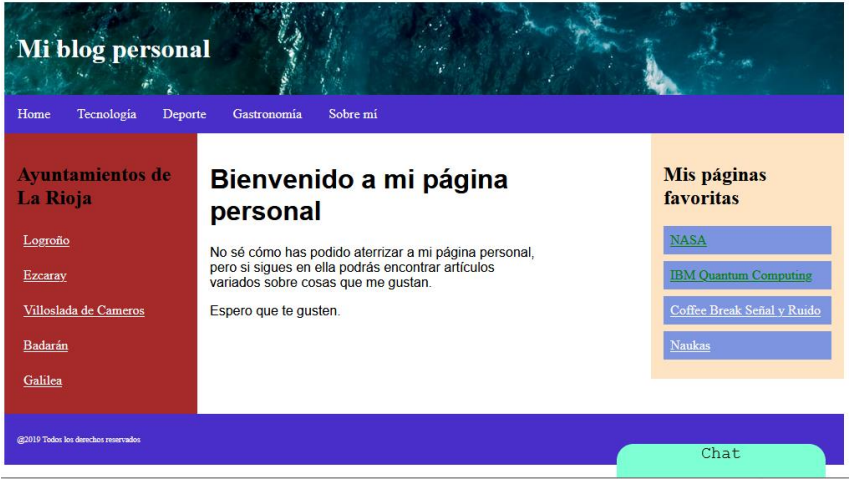 Mi blog personal
Home Tecnología Deporte Gastronomía Sobre mí
Ayuntamientos de
La Rioja
Logroño
Ezcaray
Villoslada de Cameros
Badarán
Galilea
Bienvenido a mi página
personal
No sé cómo has podido aterrizar a mi página personal,
pero si sigues en ella podrás encontrar artículos
variados sobre cosas que me gustan.
Espero que te gusten.
Mis páginas
favoritas
NASA
IBM Quantum Computing
Coffee Break Señal y Ruido
Naukas
@2019 Todos los derechos reservados
Chat